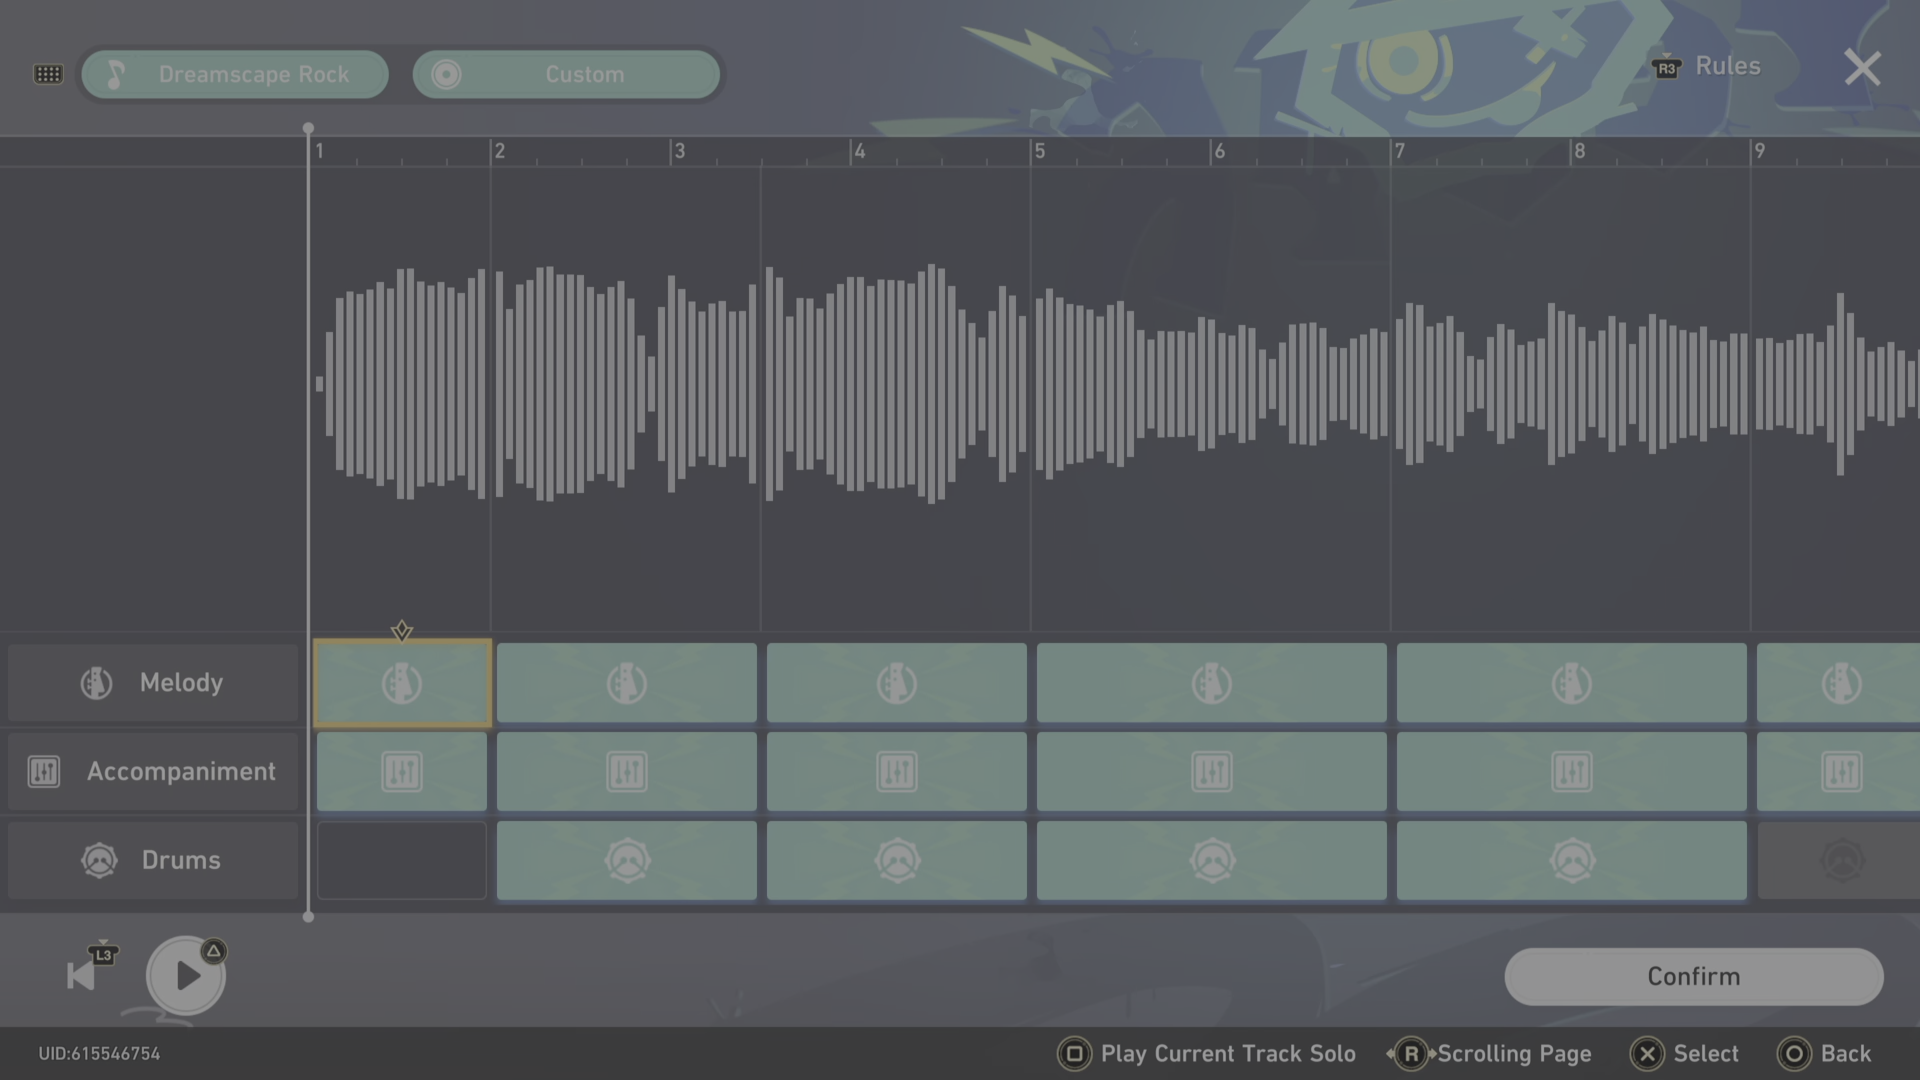 Dreamscape Rock
Custom
R3 Rules
1 2 3 4 5 6 7 8 9
Melody
Accompaniment
Drums
L3
Confirm
UID:615546754
Play Current Track Solo
R Scrolling Page
Select
Back